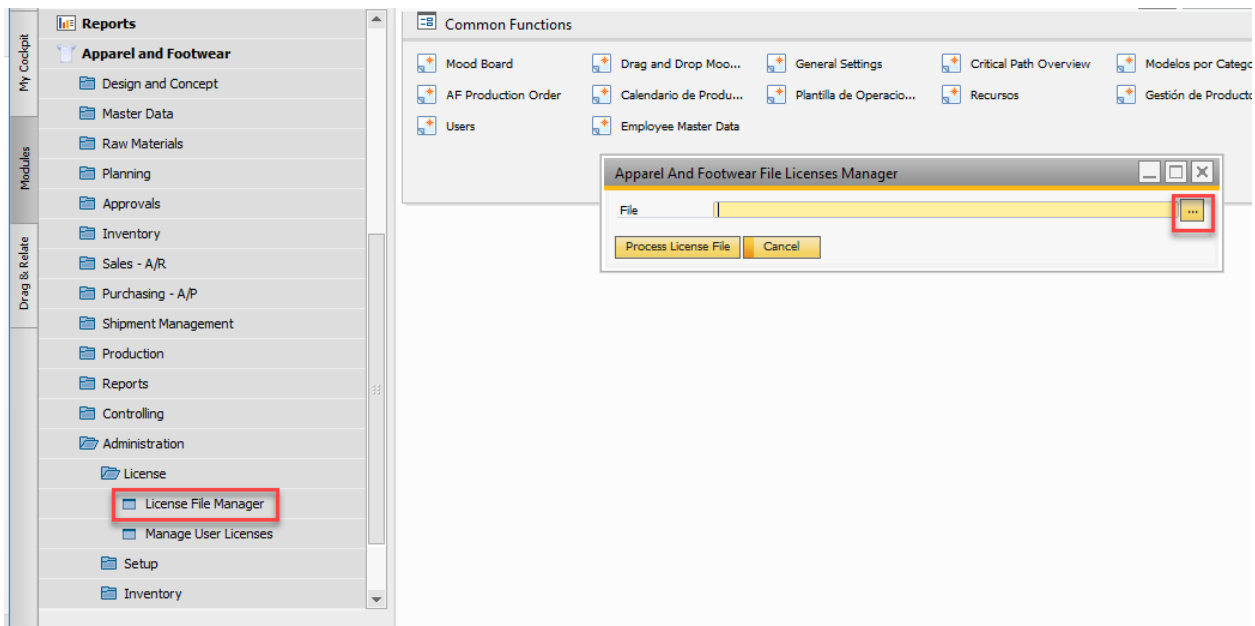 My Cockpit
Modules
Drag & Relate
Reports
Apparel and Footwear
Design and Concept
Master Data
Raw Materials
Planning
Approvals
Inventory
Sales - A/R
Purchasing - A/P
Shipment Management
Production
Reports
Controlling
Administration
License
License File Manager
Manage User Licenses
Setup
Inventory
Common Functions
Mood Board
Drag and Drop Moo...
General Settings
Critical Path Overview
Modelos por Catego
AF Production Order
Calendario de Produ...
Plantilla de Operacio...
Recursos
Gestión de Producto
Users
Employee Master Data
Apparel And Footwear File Licenses Manager
File
...
Process License File
Cancel